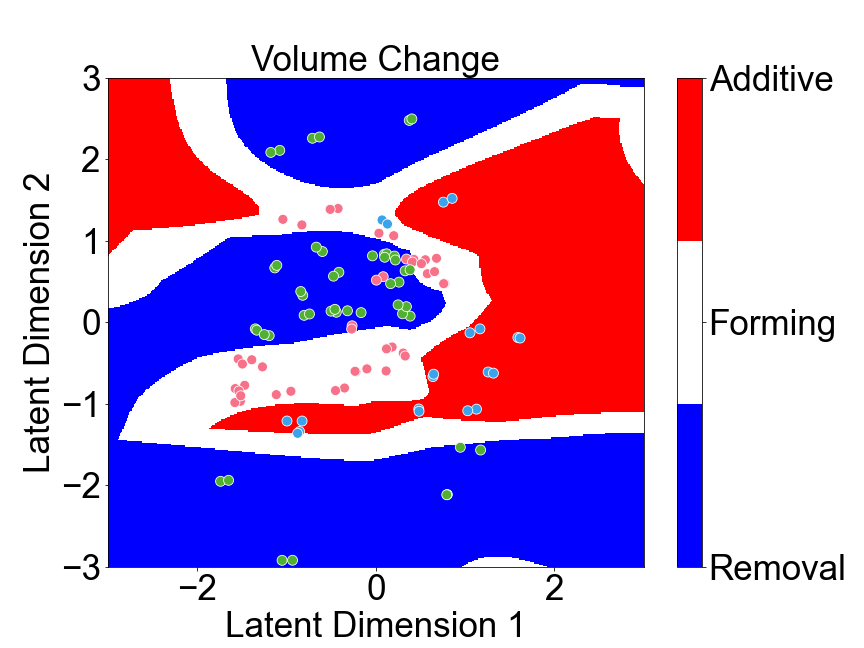 Volume Change
3
2
1
0
−1
−2
−3
−2
0
2
Latent Dimension 2
Latent Dimension 1
Additive
Forming
Removal